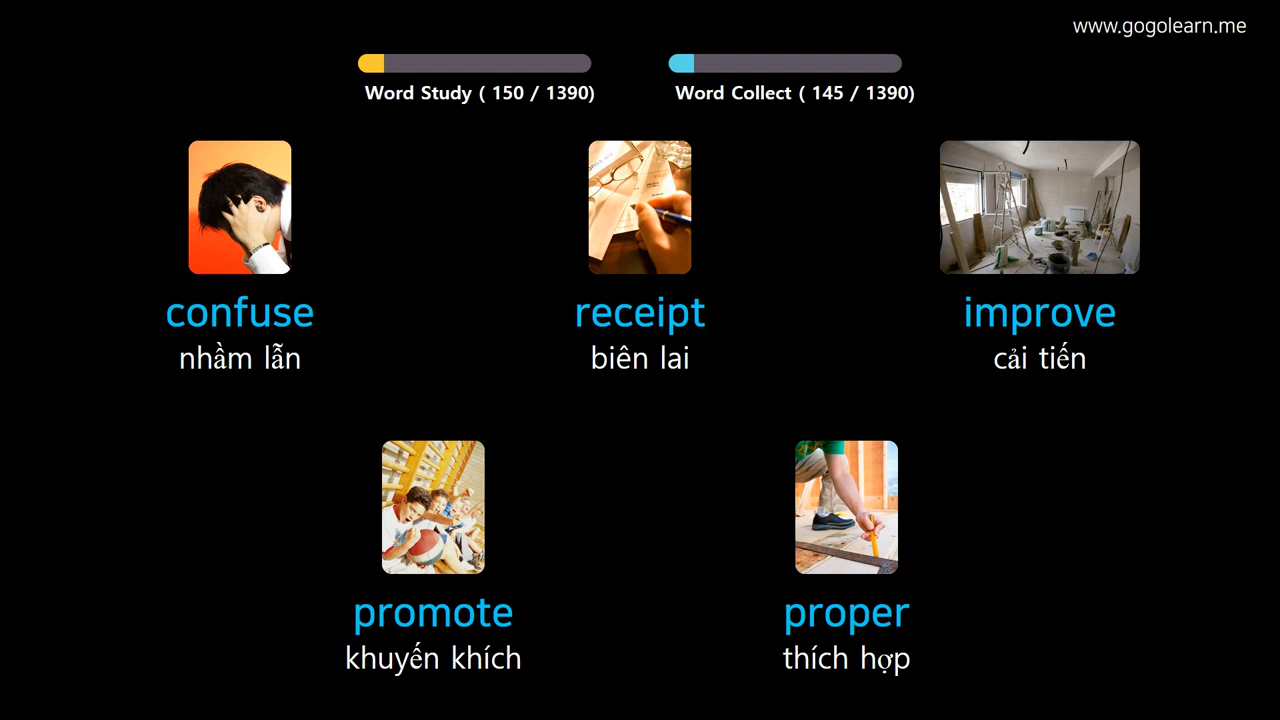 www.gogolearn.me
Word Study ( 150 / 1390)
Word Collect ( 145 / 1390)
confuse
nhầm lẫn
receipt
biên lai
improve
cải tiến
promote
khuyến khích
proper
thích hợp